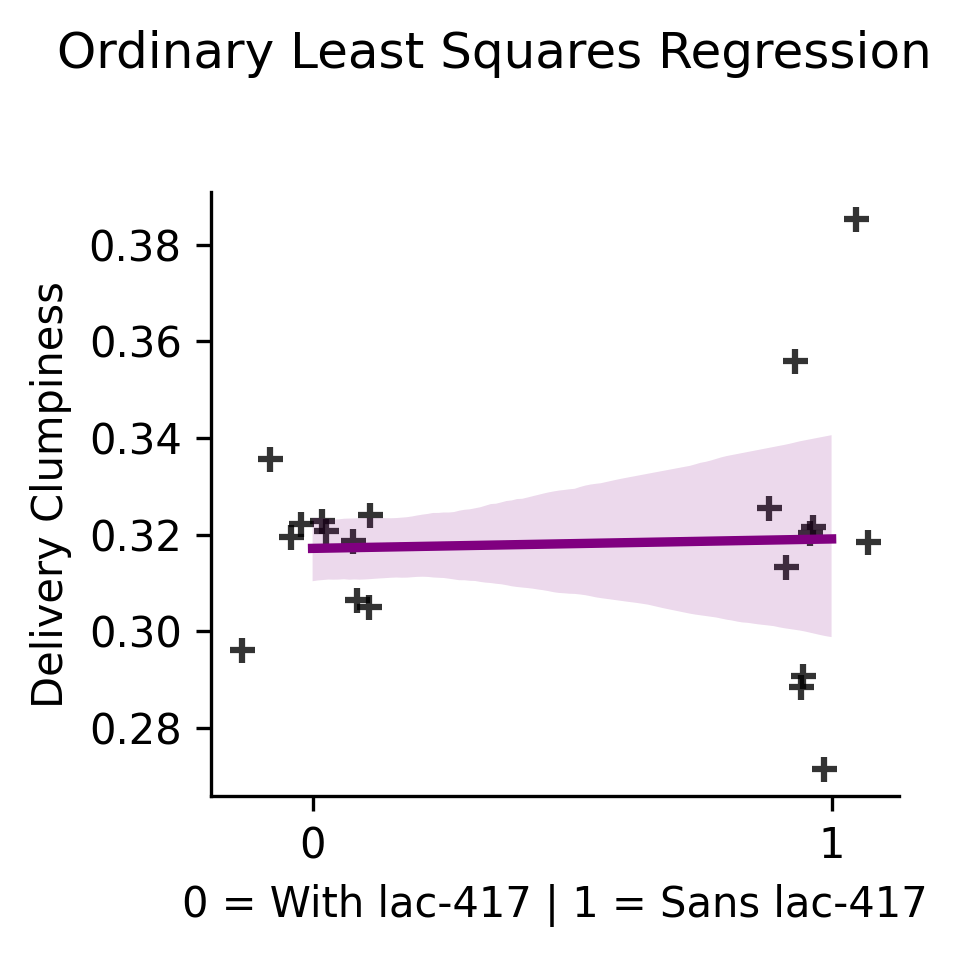 Ordinary Least Squares Regression
Delivery Clumpiness
0.38
0.36
0.34
0.32
0.30
0.28
0
1
0 = With lac-417 | 1 = Sans lac-417